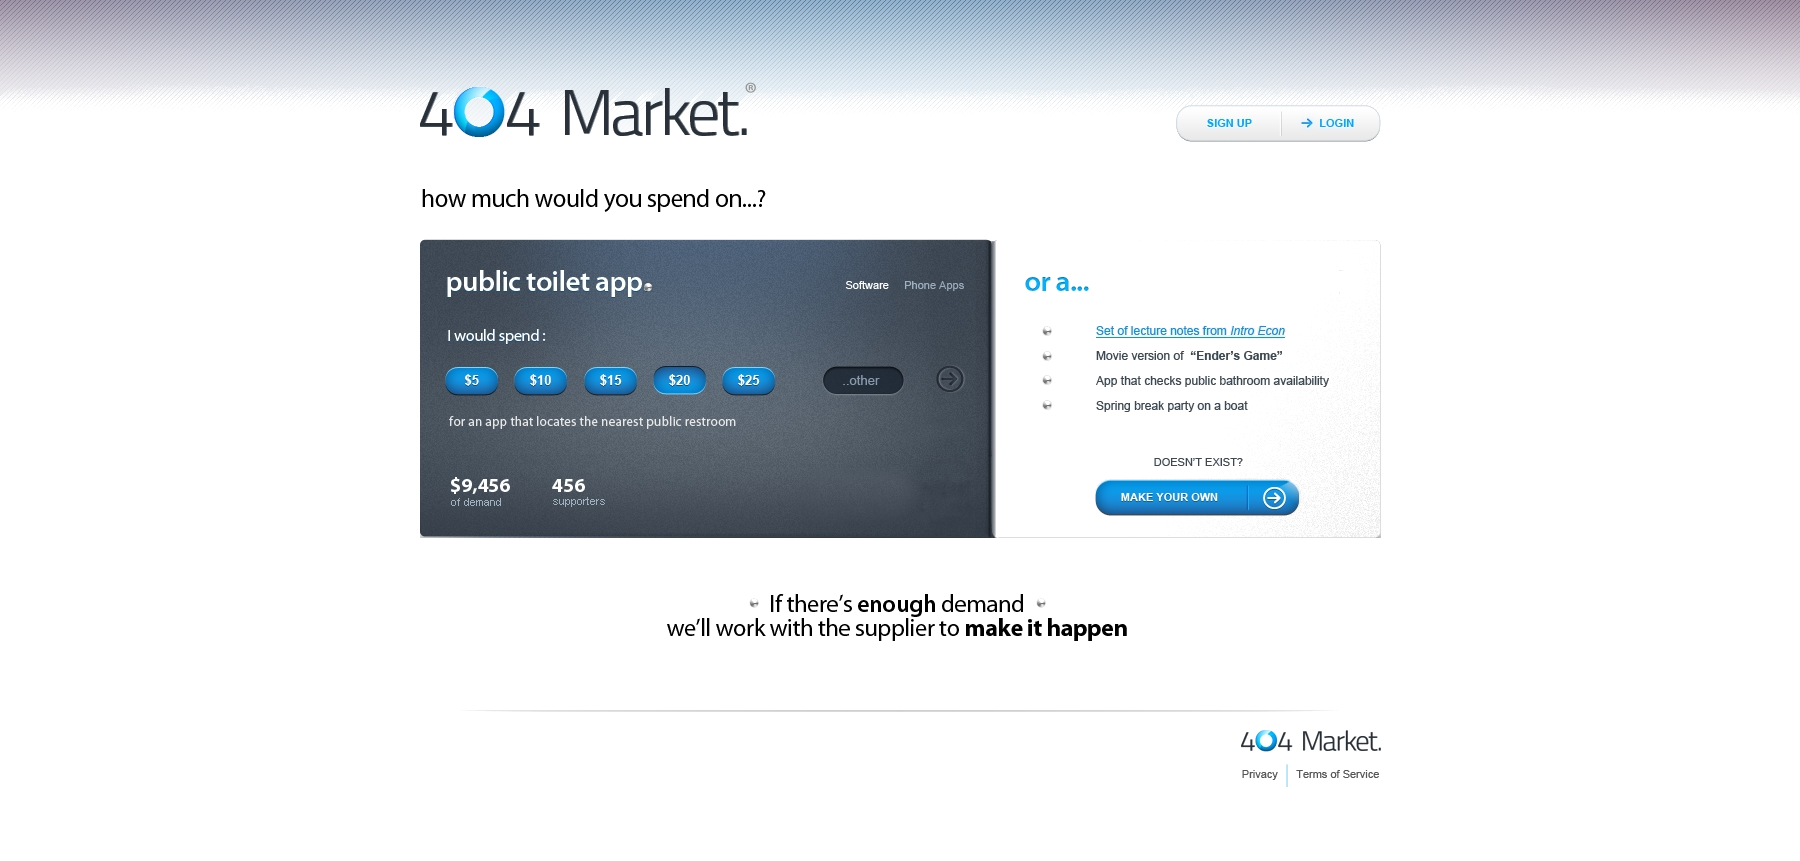 404 Market.®
SIGN UP
LOGIN
how much would you spend on...?
public toilet app.
Software
Phone Apps
I would spend :
$5
$10
$15
$20
$25
..other
for an app that locates the nearest public restroom
$9,456
of demand
456
supporters
or a...
Set of lecture notes from Intro Econ
Movie version of “Ender’s Game”
App that checks public bathroom availability
Spring break party on a boat
DOESN'T EXIST?
MAKE YOUR OWN
If there’s enough demand
we’ll work with the supplier to make it happen
404 Market.
Privacy
Terms of Service